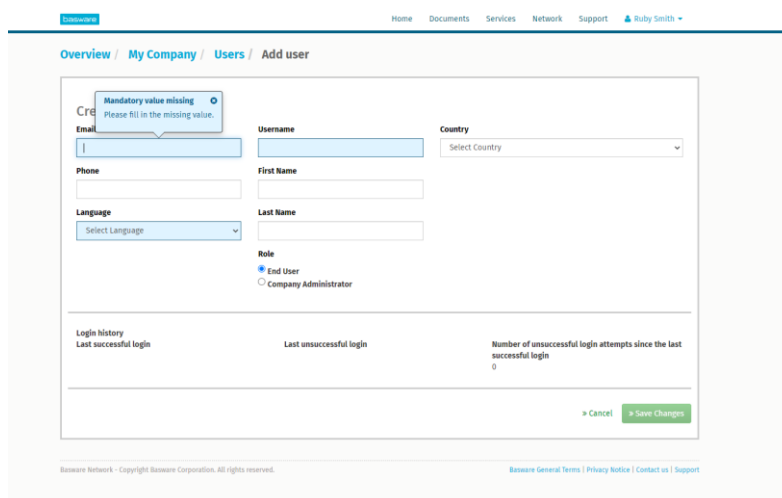 basware
Home Documents Services Network Support Ruby Smith
Overview / My Company / Users / Add user
Mandatory value missing
Please fill in the missing value.
Cre
Email Username Country
Select Country
Phone First Name
Language Last Name
Select Language
Role
End User
Company Administrator
Login history
Last successful login Last unsuccessful login Number of unsuccessful login attempts since the last
successful login
0
» Cancel » Save Changes
Basware Network - Copyright Basware Corporation. All rights reserved. Basware General Terms | Privacy Notice | Contact us | Support